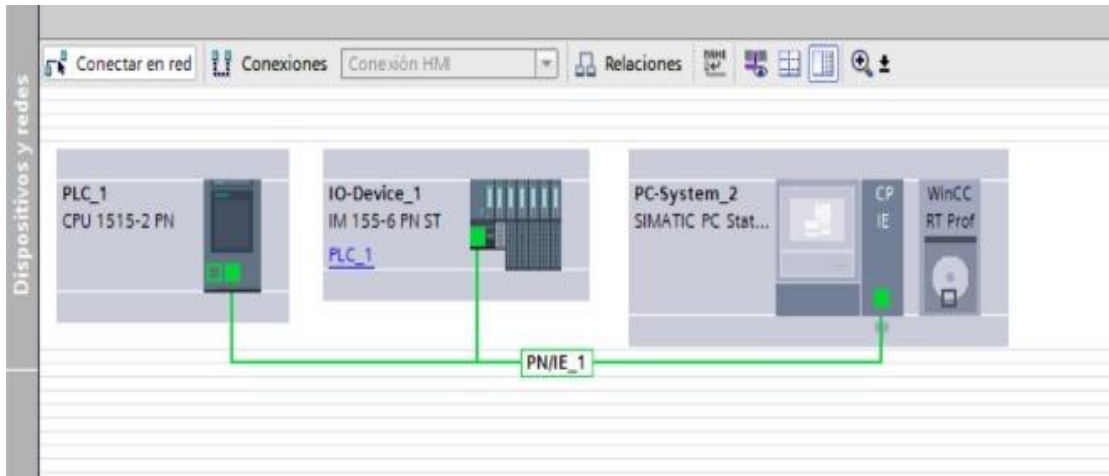 Conectar en red Conexiones Conexión HMI Relaciones
Dispositivos y redes
PLC_1
CPU 1515-2 PN
IO-Device_1
IM 155-6 PN ST
PLC_1
PC-System_2
SIMATIC PC Stat...
CP
IE
WinCC
RT Prof
PN/IE_1